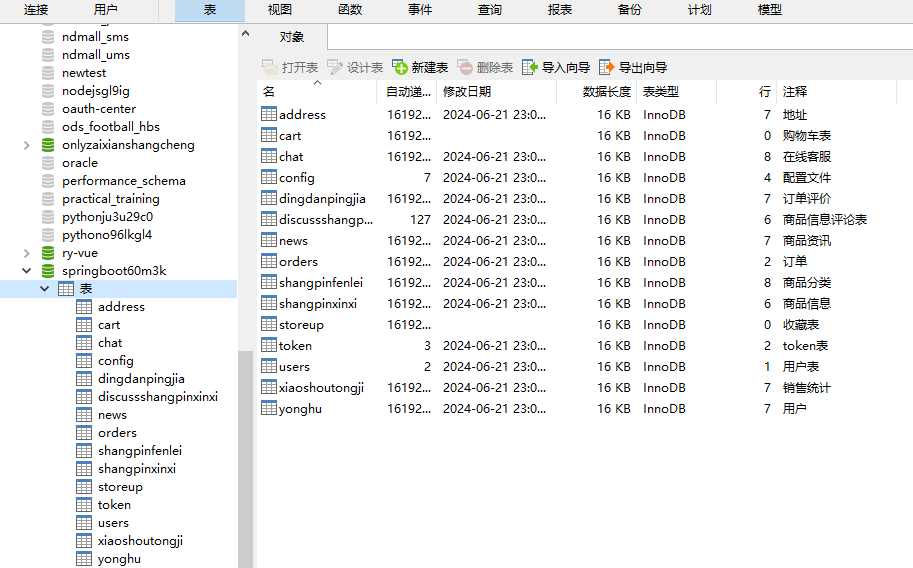 连接 用户 表 视图 函数 事件 查询 报表 备份 计划 模型
ndmall_sms
ndmall_ums
newtest
nodejsgl9ig
oauth-center
ods_football_hbs
onlyzaixianshangcheng
oracle
performance_schema
practical_training
pythonju3u29c0
pythono96lkgl4
ry-vue
springboot60m3k
表
address
cart
chat
config
dingdanpingjia
discussshangpinxinxi
news
orders
shangpinfenlei
shangpinxinxi
storeup
token
users
xiaoshoutongji
yonghu
对象
打开表 设计表 新建表 删除表 导入向导 导出向导
名 自动递... 修改日期 数据长度 表类型 行 注释
address 16192... 2024-06-21 23:0... 16 KB InnoDB 7 地址
cart 16192... 16 KB InnoDB 0 购物车表
chat 16192... 2024-06-21 23:0... 16 KB InnoDB 8 在线客服
config 7 2024-06-21 23:0... 16 KB InnoDB 4 配置文件
dingdanpingjia 16192... 2024-06-21 23:0... 16 KB InnoDB 7 订单评价
discussshangp... 127 2024-06-21 23:0... 16 KB InnoDB 6 商品信息评论表
news 16192... 2024-06-21 23:0... 16 KB InnoDB 7 商品资讯
orders 16192... 2024-06-21 23:0... 16 KB InnoDB 2 订单
shangpinfenlei 16192... 2024-06-21 23:0... 16 KB InnoDB 8 商品分类
shangpinxinxi 16192... 2024-06-21 23:0... 16 KB InnoDB 6 商品信息
storeup 16192... 16 KB InnoDB 0 收藏表
token 3 2024-06-21 23:0... 16 KB InnoDB 2 token表
users 2 2024-06-21 23:0... 16 KB InnoDB 1 用户表
xiaoshoutongji 16192... 2024-06-21 23:0... 16 KB InnoDB 7 销售统计
yonghu 16192... 2024-06-21 23:0... 16 KB InnoDB 7 用户